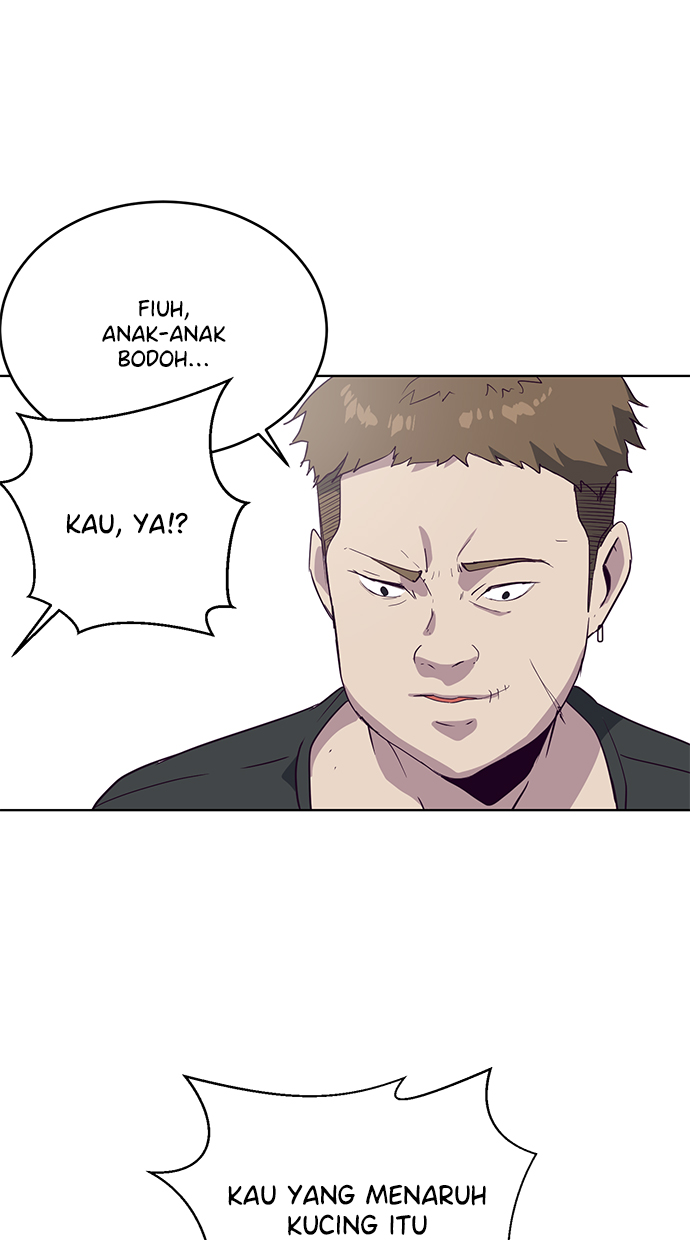 FIUH,
ANAK-ANAK
BODOH...
KAU, YA!?
KAU YANG MENARUH
KUCING ITU